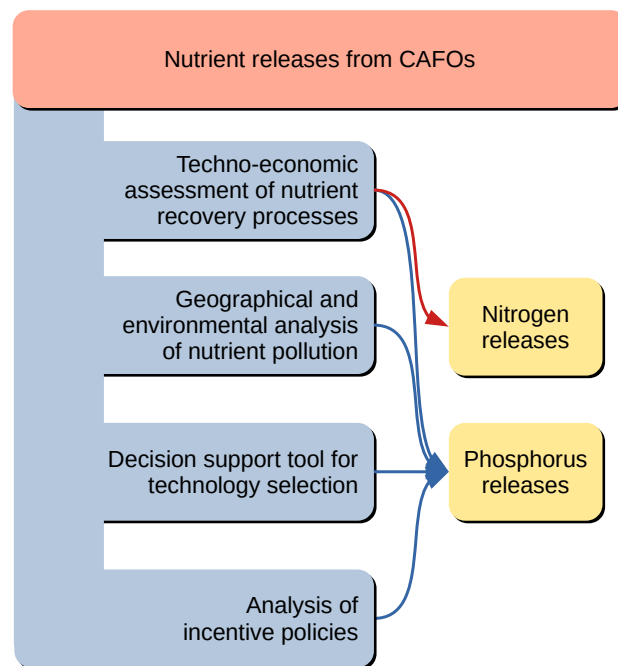 Nutrient releases from CAFOs
Techno-economic
assessment of nutrient
recovery processes
Geographical and
environmental analysis
of nutrient pollution
Nitrogen
releases
Decision support tool for
technology selection
Phosphorus
releases
Analysis of
incentive policies